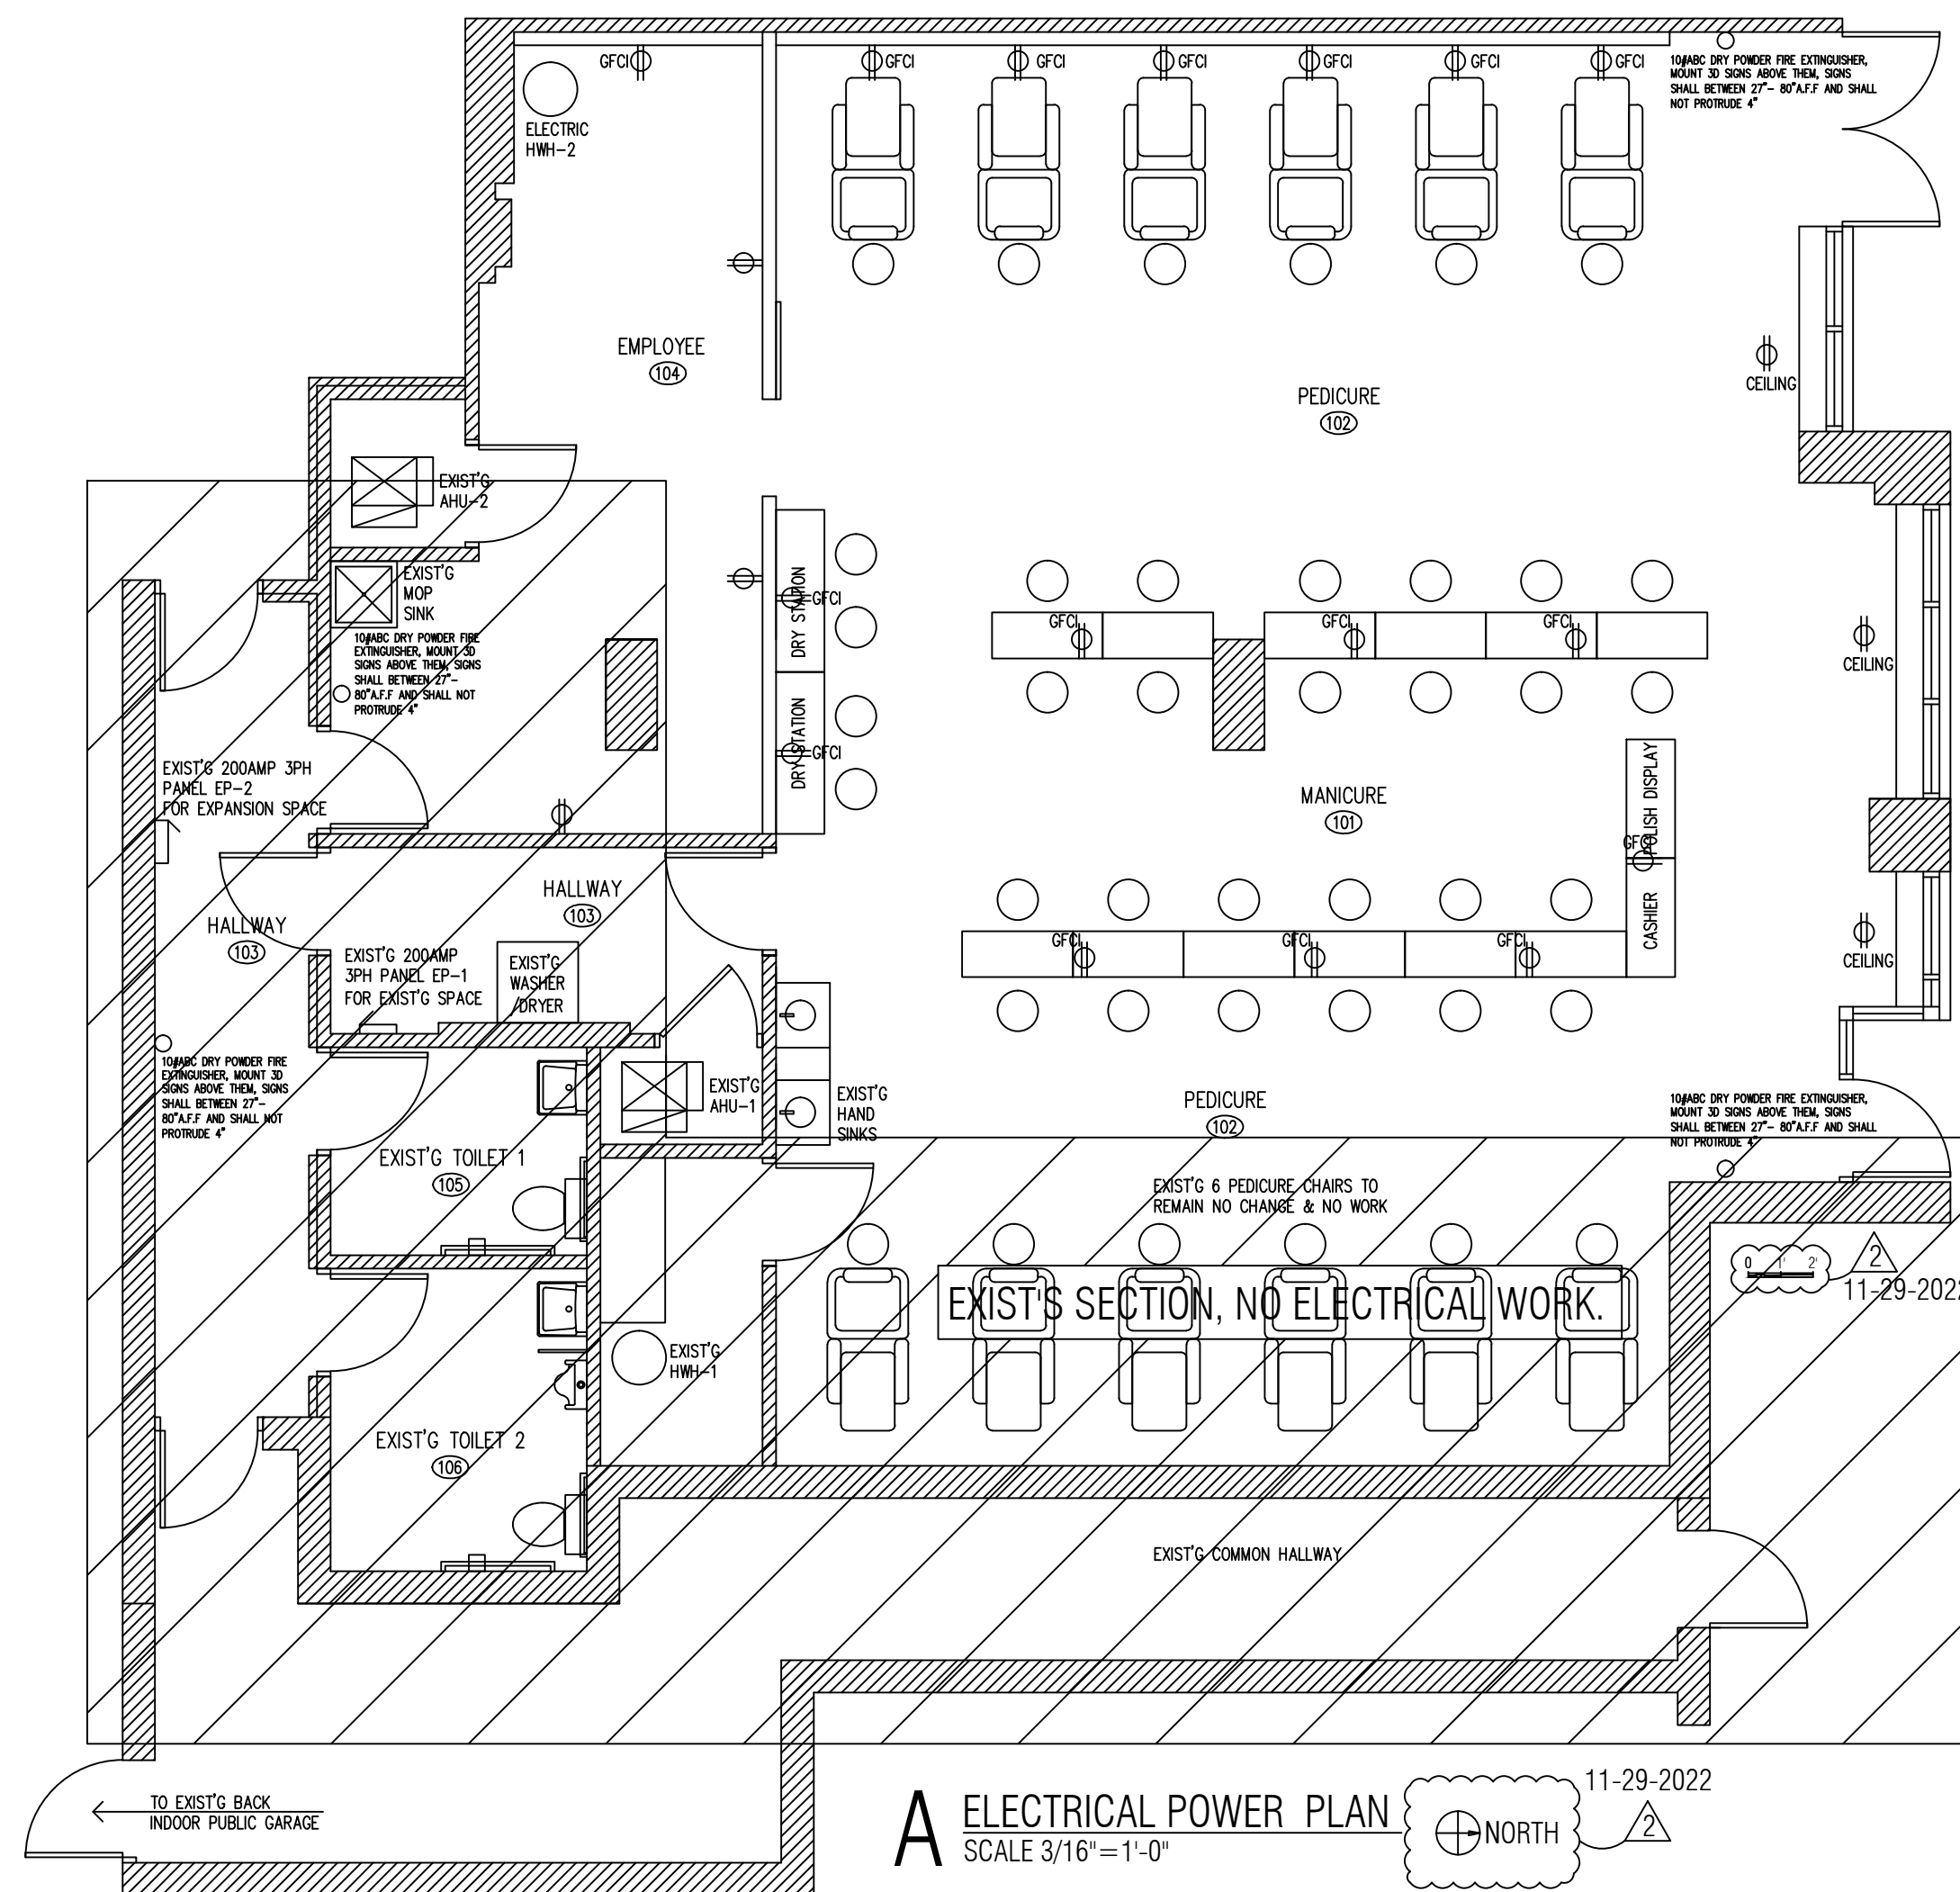 GFCI
GFCI
GFCI
GFCI
GFCI
GFCI
GFCI
10#ABC DRY POWDER FIRE EXTINGUISHER,
MOUNT 3D SIGNS ABOVE THEM, SIGNS
SHALL BETWEEN 27"- 80"A.F.F AND SHALL
NOT PROTRUDE 4"
ELECTRIC
HWH-2
EMPLOYEE
104
PEDICURE
102
CEILING
EXIST'G
AHU-2
EXIST'G
MOP
SINK
10#ABC DRY POWDER FIRE
EXTINGUISHER, MOUNT 3D
SIGNS ABOVE THEM, SIGNS
SHALL BETWEEN 27"-
80"A.F.F AND SHALL NOT
PROTRUDE 4"
DRY STATION
GFCI
DRY STATION
GFCI
GFCI
GFCI
GFCI
CEILING
EXIST'G 200AMP 3PH
PANEL EP-2
FOR EXPANSION SPACE
MANICURE
101
POLISH DISPLAY
GFCI
CASHIER
HALLWAY
103
HALLWAY
103
EXIST'G 200AMP
3PH PANEL EP-1
FOR EXIST'G SPACE
EXIST'G
WASHER
/DRYER
GFCI
GFCI
GFCI
CEILING
10#ABC DRY POWDER FIRE
EXTINGUISHER, MOUNT 3D
SIGNS ABOVE THEM, SIGNS
SHALL BETWEEN 27"-
80"A.F.F AND SHALL NOT
PROTRUDE 4"
EXIST'G
AHU-1
EXIST'G
HAND
SINKS
PEDICURE
102
10#ABC DRY POWDER FIRE EXTINGUISHER,
MOUNT 3D SIGNS ABOVE THEM, SIGNS
SHALL BETWEEN 27"- 80"A.F.F AND SHALL
NOT PROTRUDE 4"
EXIST'G TOILET 1
105
EXIST'G 6 PEDICURE CHAIRS TO
REMAIN NO CHANGE & NO WORK
0 1' 2'
2
11-29-2022
EXIST'S SECTION, NO ELECTRICAL WORK.
EXIST'G
HWH-1
EXIST'G TOILET 2
106
EXIST'G COMMON HALLWAY
TO EXIST'G BACK
INDOOR PUBLIC GARAGE
A
ELECTRICAL POWER PLAN
SCALE 3/16"=1'-0"
NORTH
11-29-2022
2